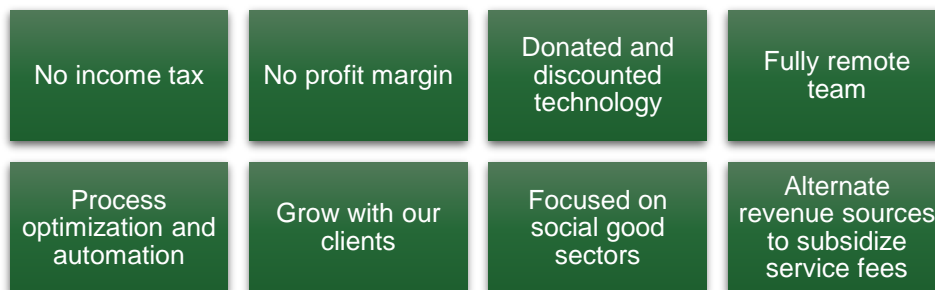 No income tax
No profit margin
Donated and
discounted
technology
Fully remote
team
Process
optimization and
automation
Grow with our
clients
Focused on
social good
sectors
Alternate
revenue sources
to subsidize
service fees